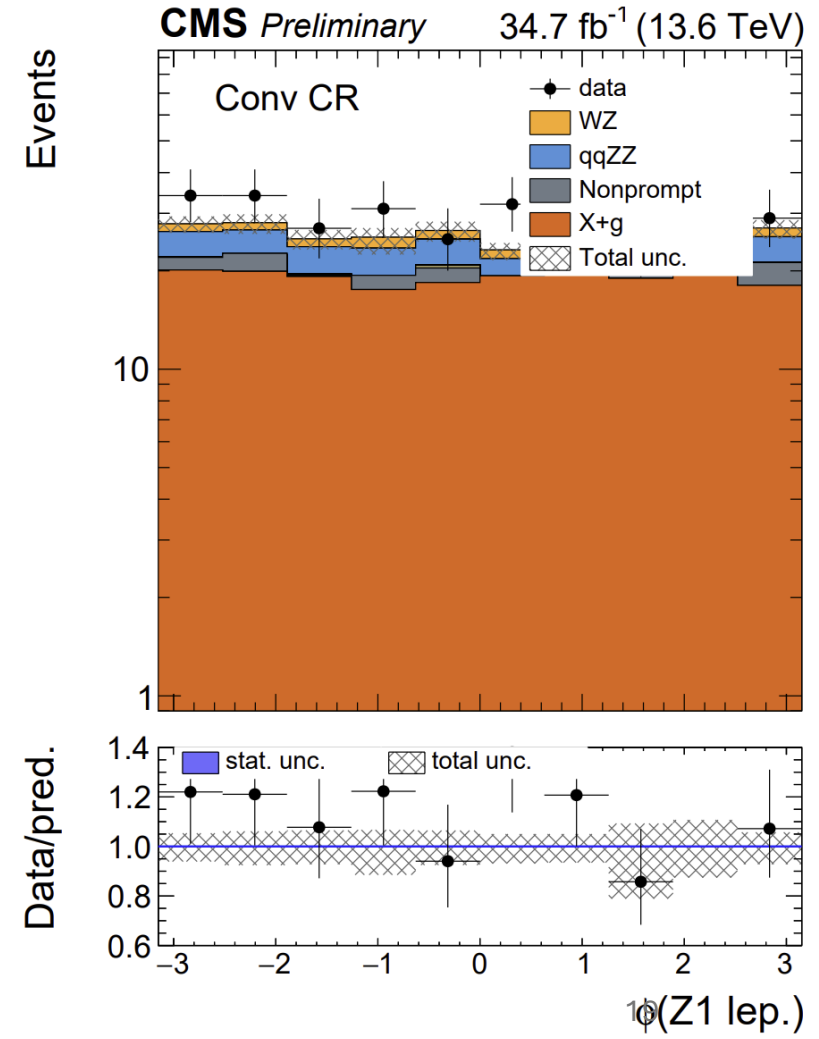 CMS Preliminary 34.7 fb⁻¹ (13.6 TeV)
Events
Conv CR
data
WZ
qqZZ
Nonprompt
X+g
Total unc.
10
1
Data/pred.
stat. unc.
total unc.
1.4
1.2
1.0
0.8
0.6
−3 −2 −1 0 1 2 3
ϕ(Z1 lep.)